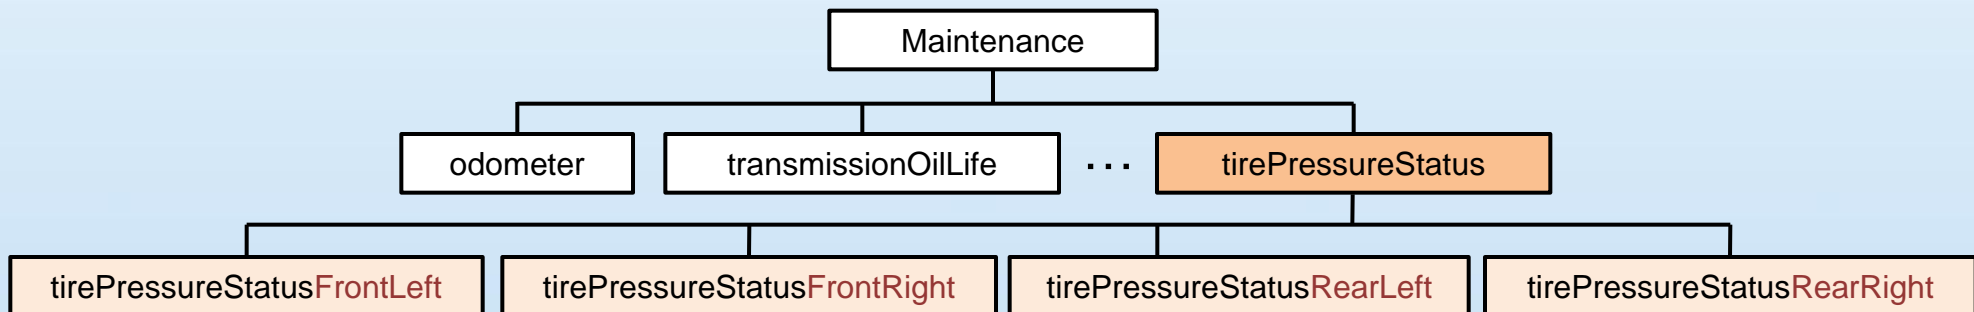 Maintenance
odometer
transmissionOilLife
...
tirePressureStatus
tirePressureStatusFrontLeft
tirePressureStatusFrontRight
tirePressureStatusRearLeft
tirePressureStatusRearRight